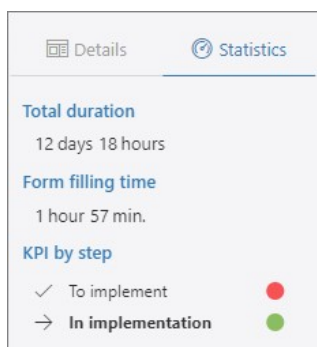 Details Statistics
Total duration
12 days 18 hours
Form filling time
1 hour 57 min.
KPI by step
To implement
In implementation